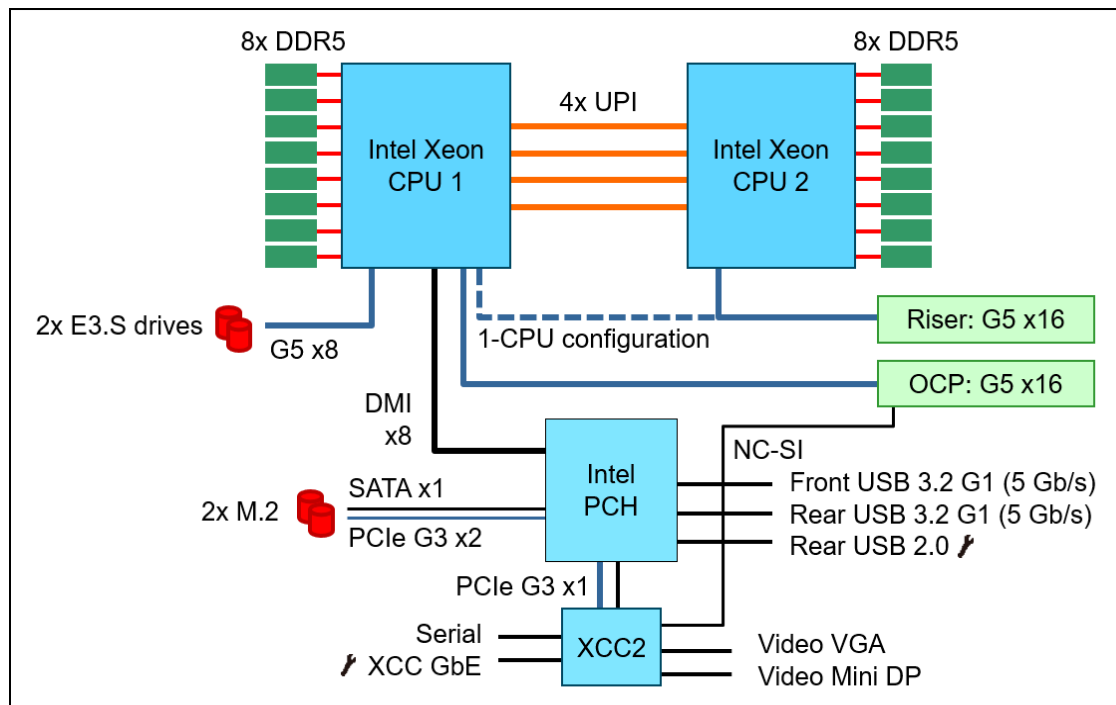 8x DDR5
8x DDR5
4x UPI
Intel Xeon
CPU 1
Intel Xeon
CPU 2
2x E3.S drives
G5 x8
1-CPU configuration
Riser: G5 x16
OCP: G5 x16
DMI
x8
NC-SI
Intel
PCH
SATA x1
2x M.2
PCIe G3 x2
Front USB 3.2 G1 (5 Gb/s)
Rear USB 3.2 G1 (5 Gb/s)
Rear USB 2.0
PCIe G3 x1
Serial
XCC GbE
XCC2
Video VGA
Video Mini DP